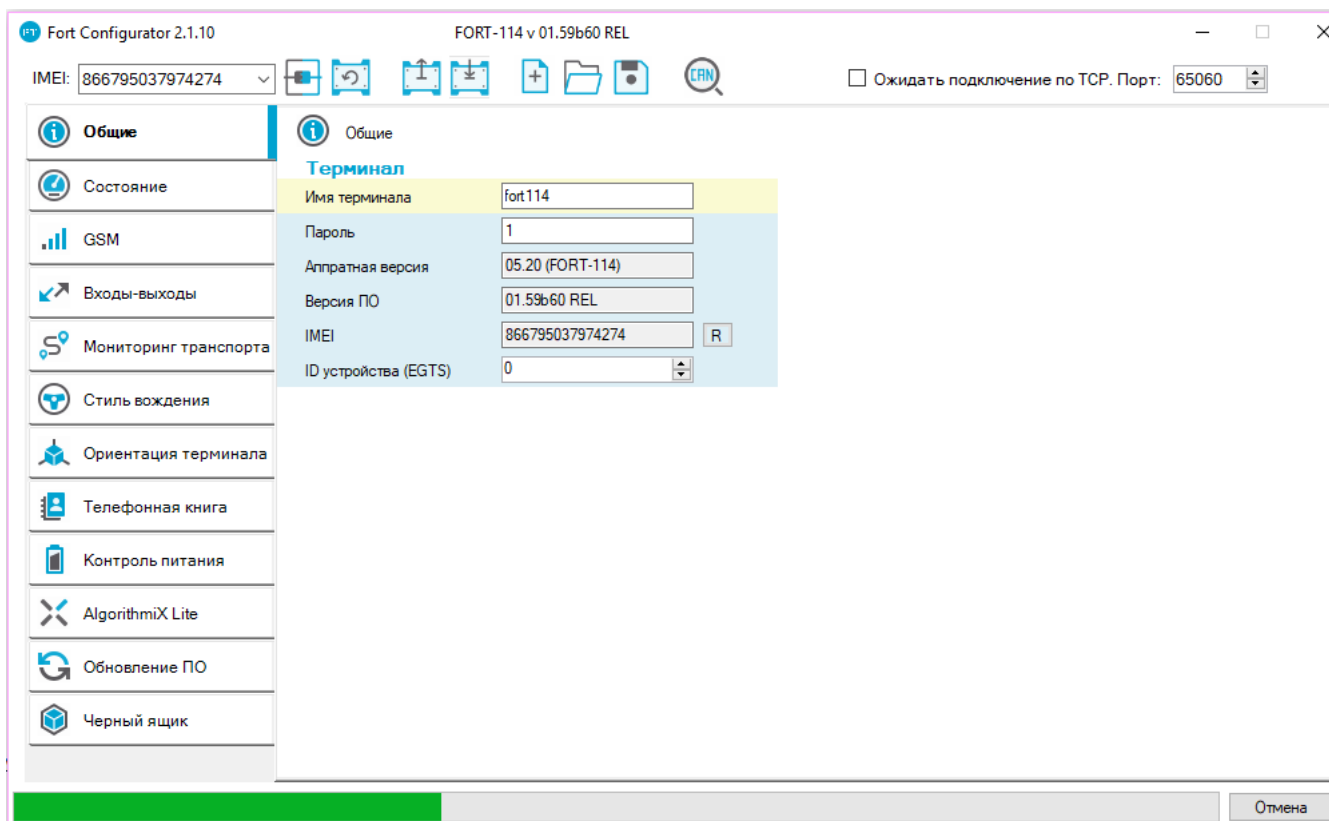 Fort Configurator 2.1.10 FORT-114 v 01.59b60 REL
IMEI: 866795037974274 CAN Ожидать подключение по TCP. Порт: 65060
Общие
Состояние
GSM
Входы-выходы
Мониторинг транспорта
Стиль вождения
Ориентация терминала
Телефонная книга
Контроль питания
AlgorithmiX Lite
Обновление ПО
Черный ящик
Общие
Терминал
Имя терминала fort114
Пароль 1
Аппратная версия 05.20 (FORT-114)
Версия ПО 01.59b60 REL
IMEI 866795037974274 R
ID устройства (EGTS) 0
Отмена